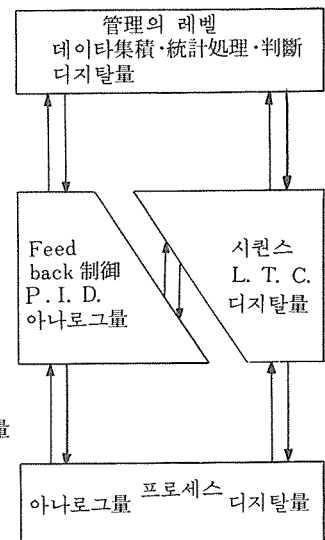 管理의 레벨
데이타集積·統計処理·判斷
디지탈量
Feed
back 制御
P. I. D.
아나로그量
시퀀스
L. T. C.
디지탈量
量
프로세스
아나로그量
디지탈量